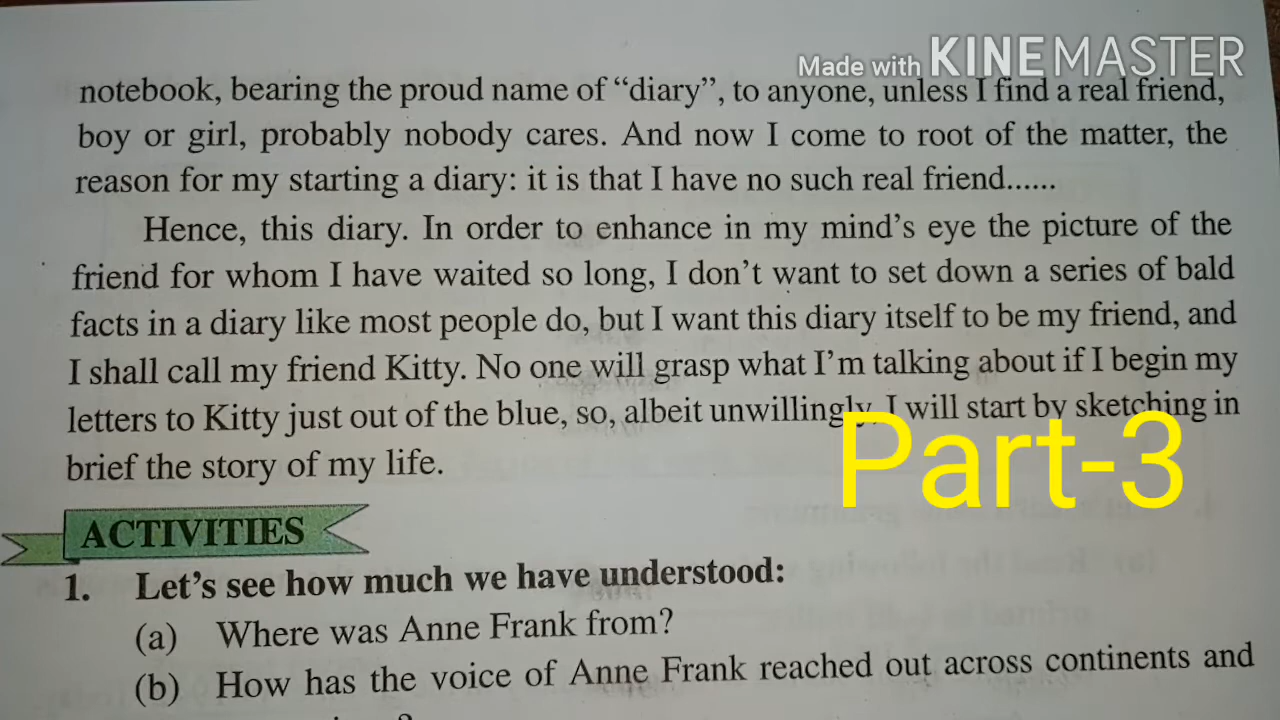 Made with KINEMASTER
notebook, bearing the proud name of “diary”, to anyone, unless I find a real friend,
boy or girl, probably nobody cares. And now I come to root of the matter, the
reason for my starting a diary: it is that I have no such real friend......
Hence, this diary. In order to enhance in my mind’s eye the picture of the
friend for whom I have waited so long, I don’t want to set down a series of bald
facts in a diary like most people do, but I want this diary itself to be my friend, and
I shall call my friend Kitty. No one will grasp what I’m talking about if I begin my
letters to Kitty just out of the blue, so, albeit unwillingly, I will start by sketching in
brief the story of my life.
Part-3
ACTIVITIES
1. Let’s see how much we have understood:
(a) Where was Anne Frank from?
(b) How has the voice of Anne Frank reached out across continents and